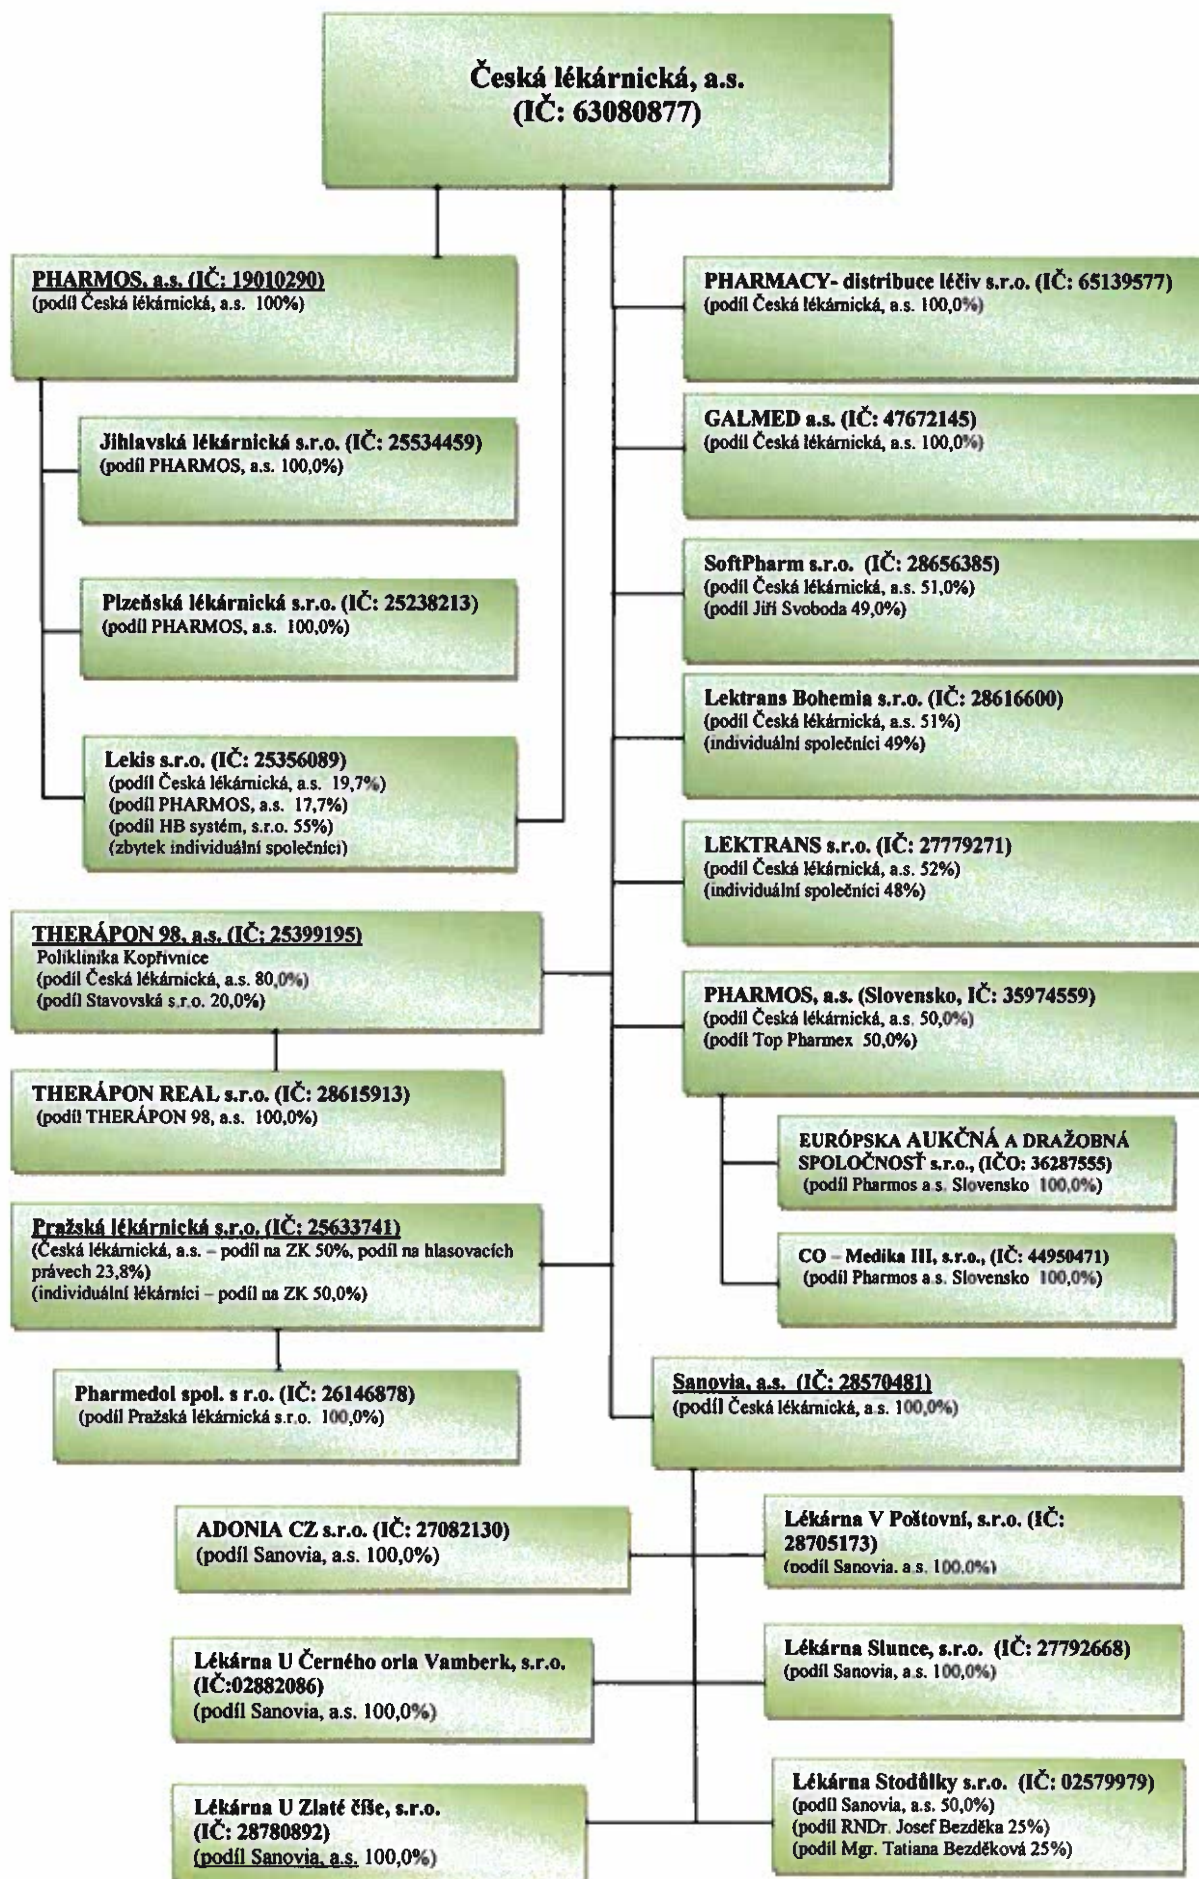 Česká lékárnická, a.s.
(IČ: 63080877)
PHARMOS, a.s. (IČ: 19010290)
(podíl Česká lékárnická, a.s. 100%)
Jihlavská lékárnická s.r.o. (IČ: 25534459)
(podíl PHARMOS, a.s. 100,0%)
Plzeňská lékárnická s.r.o. (IČ: 25238213)
(podíl PHARMOS, a.s. 100,0%)
Lekis s.r.o. (IČ: 25356089)
(podíl Česká lékárnická, a.s. 19,7%)
(podíl PHARMOS, a.s. 17,7%)
(podíl HB systém, s.r.o. 55%)
(zbytek individuální společníci)
THERÁPON 98, a.s. (IČ: 25399195)
Poliklinika Kopřivnice
(podíl Česká lékárnická, a.s. 80,0%)
(podíl Stavovská s.r.o. 20,0%)
THERÁPON REAL s.r.o. (IČ: 28615913)
(podíl THERÁPON 98, a.s. 100,0%)
Pražská lékárnická s.r.o. (IČ: 25633741)
(Česká lékárnická, a.s. – podíl na ZK 50%, podíl na hlasovacích
právech 23,8%)
(individuální lékárníci – podíl na ZK 50,0%)
Pharmedol spol. s r.o. (IČ: 26146878)
(podíl Pražská lékárnická s.r.o. 100,0%)
PHARMACY- distribuce léčiv s.r.o. (IČ: 65139577)
(podíl Česká lékárnická, a.s. 100,0%)
GALMED a.s. (IČ: 47672145)
(podíl Česká lékárnická, a.s. 100,0%)
SoftPharm s.r.o. (IČ: 28656385)
(podíl Česká lékárnická, a.s. 51,0%)
(podíl Jiří Svoboda 49,0%)
Lektrans Bohemia s.r.o. (IČ: 28616600)
(podíl Česká lékárnická, a.s. 51%)
(individuální společníci 49%)
LEKTRANS s.r.o. (IČ: 27779271)
(podíl Česká lékárnická, a.s. 52%)
(individuální společníci 48%)
PHARMOS, a.s. (Slovensko, IČ: 35974559)
(podíl Česká lékárnická, a.s. 50,0%)
(podíl Top Pharmex 50,0%)
EURÓPSKA AUKČNÁ A DRAŽOBNÁ
SPOLOČNOSŤ s.r.o., (IČO: 36287555)
(podíl Pharmos a.s. Slovensko 100,0%)
CO – Medika III, s.r.o., (IČ: 44950471)
(podíl Pharmos a.s. Slovensko 100,0%)
Sanovia, a.s. (IČ: 28570481)
(podíl Česká lékárnická, a.s. 100,0%)
ADONIA CZ s.r.o. (IČ: 27082130)
(podíl Sanovia, a.s. 100,0%)
Lékárna V Poštovní, s.r.o. (IČ:
28705173)
(podíl Sanovia, a.s. 100,0%)
Lékárna U Černého orla Vamberk, s.r.o.
(IČ:02882086)
(podíl Sanovia, a.s. 100,0%)
Lékárna Slunce, s.r.o. (IČ: 27792668)
(podíl Sanovia, a.s. 100,0%)
Lékárna U Zlaté číše, s.r.o.
(IČ: 28780892)
(podíl Sanovia, a.s. 100,0%)
Lékárna Stodůlky s.r.o. (IČ: 02579979)
(podíl Sanovia, a.s. 50,0%)
(podíl RNDr. Josef Bezděka 25%)
(podíl Mgr. Tatiana Bezděková 25%)